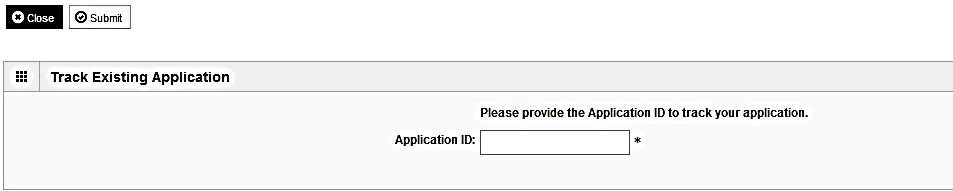 Close Submit
Track Existing Application
Please provide the Application ID to track your application.
Application ID: *